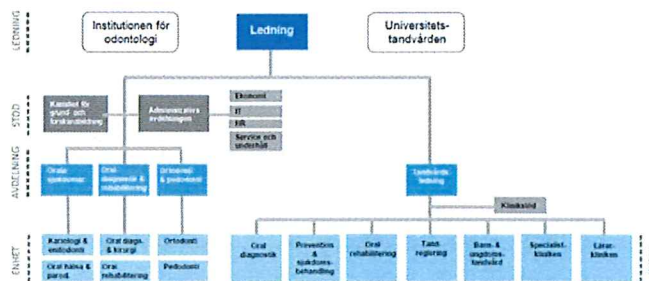 LEDNING
Institutionen för
odontologi
Ledning
Universitets-
tandvården
STÖD
Kansliet för
grund- och
forskarutbildning
Administrativa
avdelningen
Ekonomi
IT
HR
Service och
underhåll
AVDELNING
Orala
sjukdomar
Oral
diagnostik &
rehabilitering
Ortodonti
& pedodonti
Tandvårds-
ledning
Klinikstöd
ENHET
Kariologi &
endodonti
Oral diagn.
& kirurgi
Ortodonti
Oral hälsa &
parod.
Oral
rehabilitering
Pedodonti
Oral
diagnostik
Prevention &
sjukdoms-
behandling
Oral
rehabilitering
Tand-
reglering
Barn- &
ungdoms-
tandvård
Specialist-
kliniken
Lärar-
kliniken